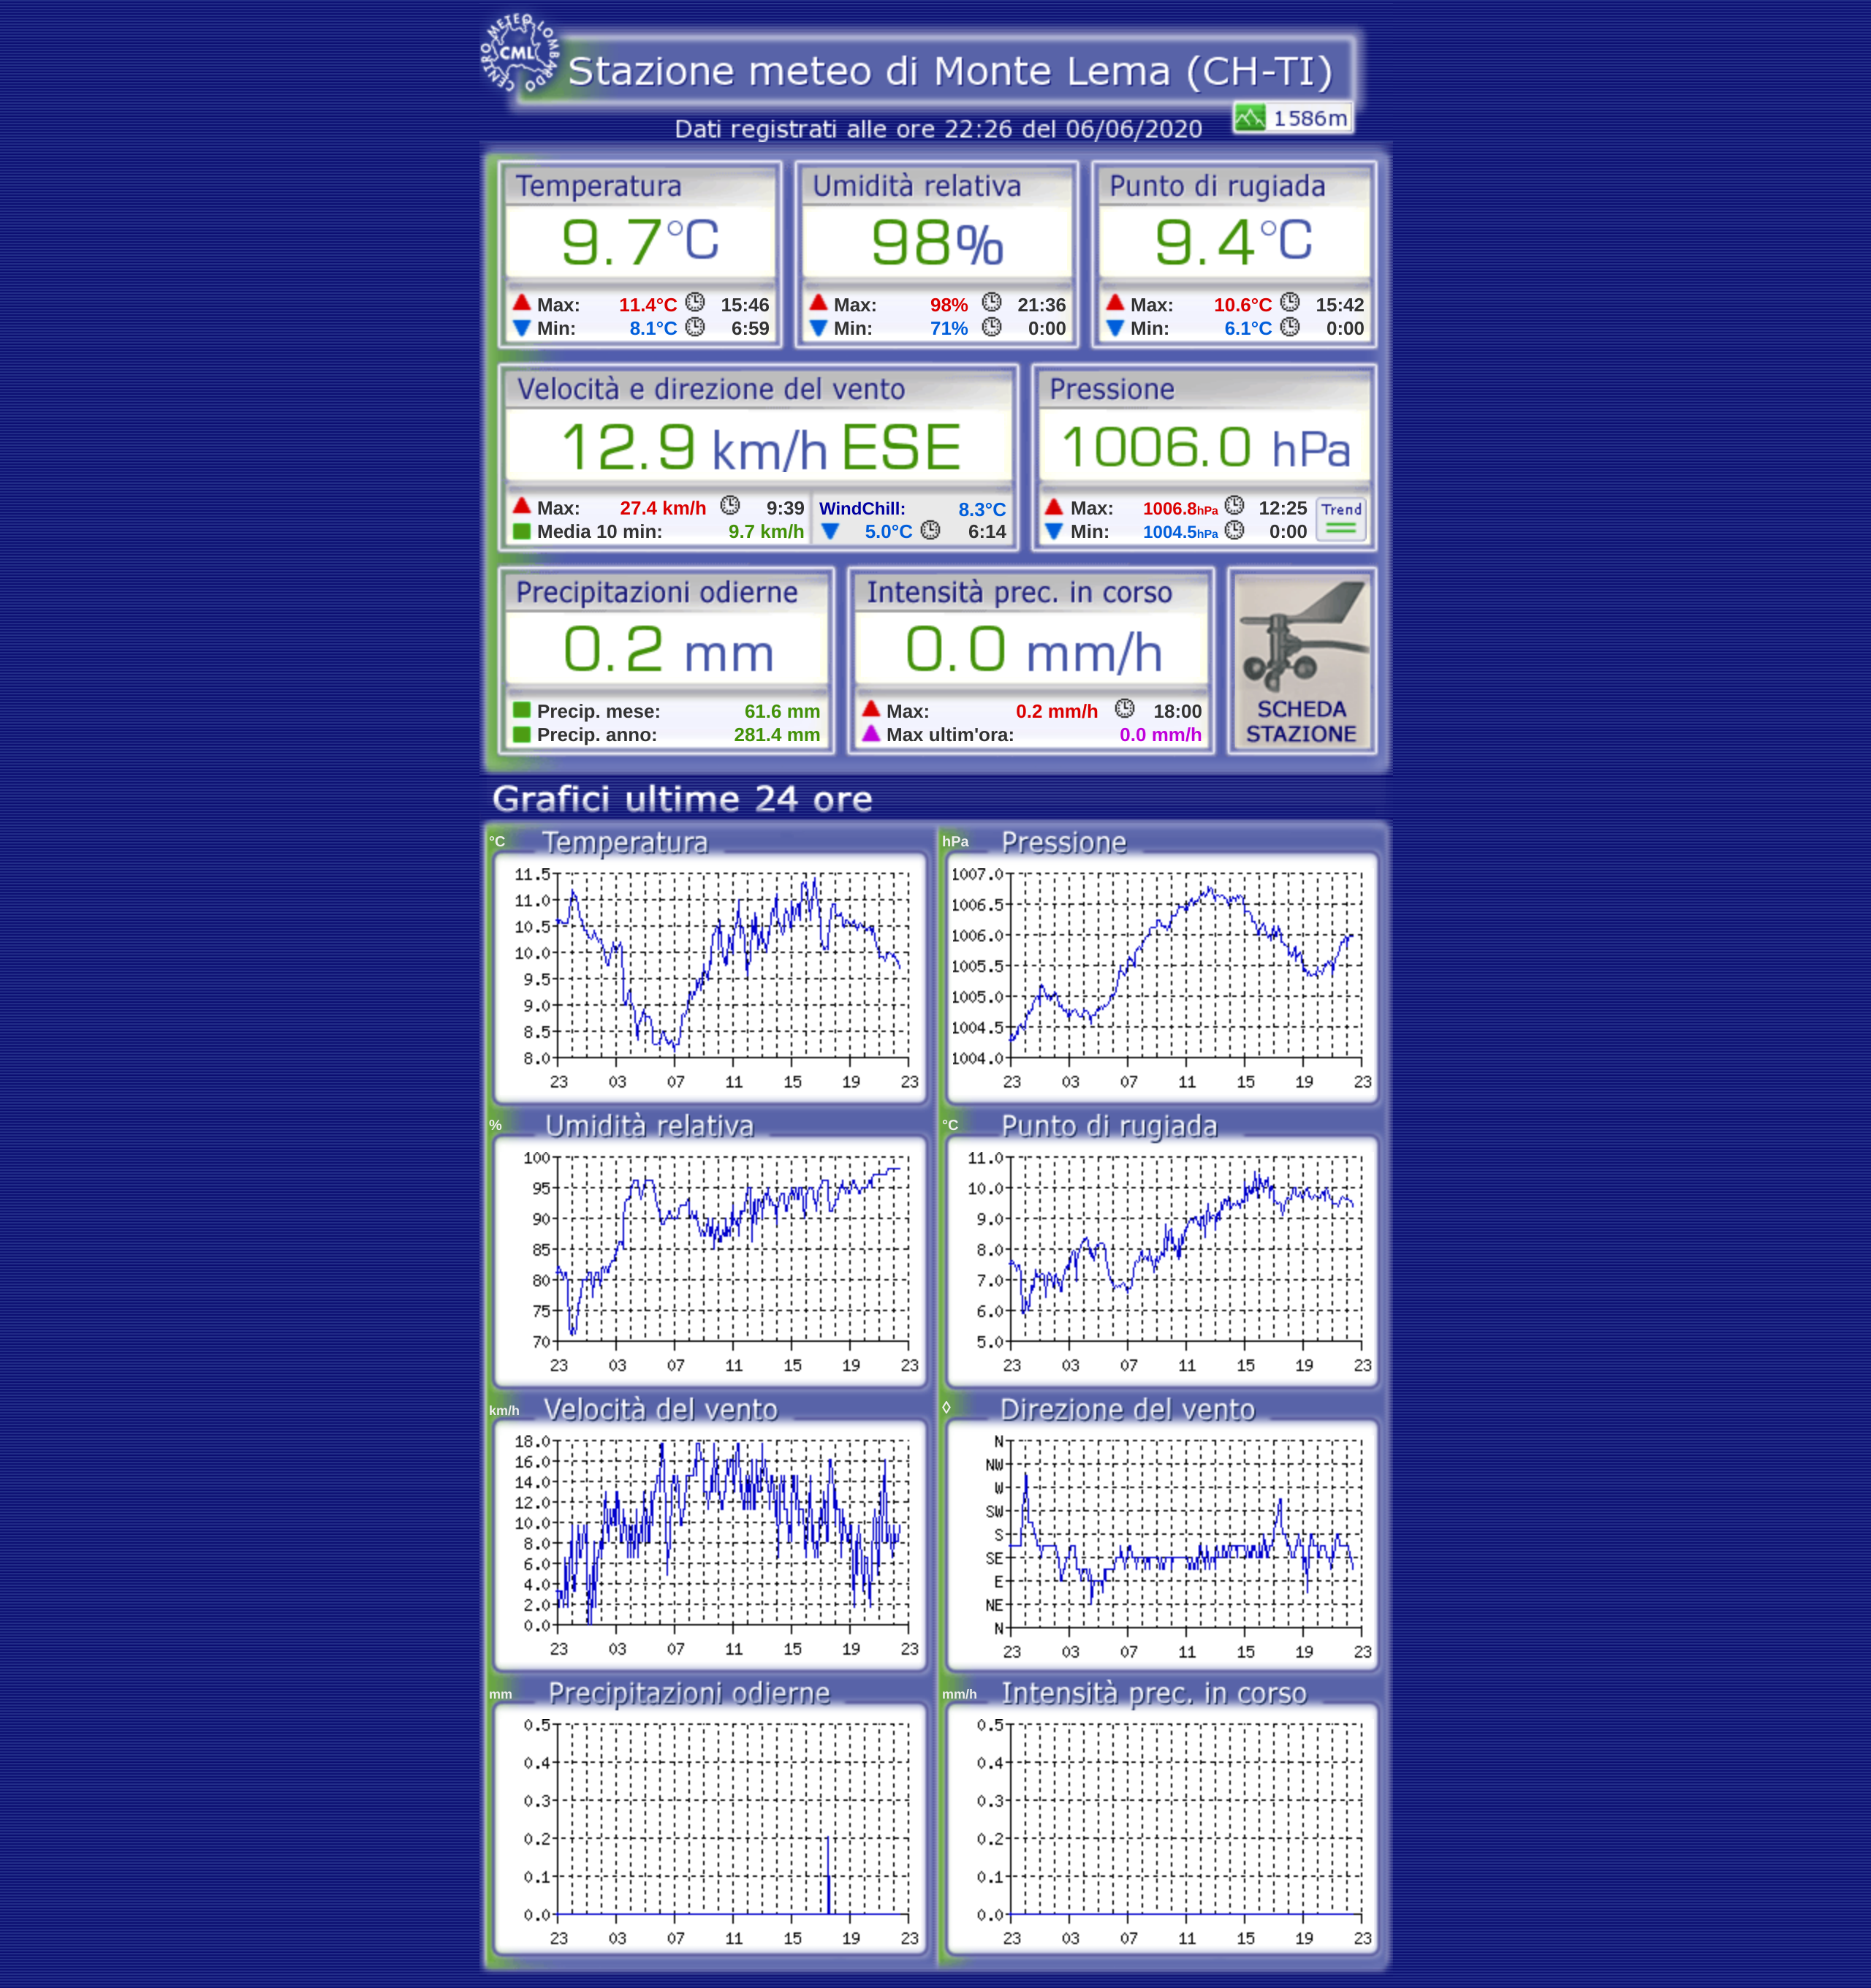 CENTRO METEO LOMBARDO
CML
Stazione meteo di Monte Lema (CH-TI)
1586m
Dati registrati alle ore 22:26 del 06/06/2020
Temperatura
9.7°C
Max: 11.4°C 15:46
Min: 8.1°C 6:59
Umidità relativa
98%
Max: 98% 21:36
Min: 71% 0:00
Punto di rugiada
9.4°C
Max: 10.6°C 15:42
Min: 6.1°C 0:00
Velocità e direzione del vento
12.9 km/h ESE
Max: 27.4 km/h 9:39
Media 10 min: 9.7 km/h
WindChill: 8.3°C
5.0°C 6:14
Pressione
1006.0 hPa
Max: 1006.8hPa 12:25
Min: 1004.5hPa 0:00
Trend
Precipitazioni odierne
0.2 mm
Precip. mese: 61.6 mm
Precip. anno: 281.4 mm
Intensità prec. in corso
0.0 mm/h
Max: 0.2 mm/h 18:00
Max ultim'ora: 0.0 mm/h
SCHEDA
STAZIONE
Grafici ultime 24 ore
°C Temperatura
11.5
11.0
10.5
10.0
9.5
9.0
8.5
8.0
23 03 07 11 15 19 23
hPa Pressione
1007.0
1006.5
1006.0
1005.5
1005.0
1004.5
1004.0
23 03 07 11 15 19 23
% Umidità relativa
100
95
90
85
80
75
70
23 03 07 11 15 19 23
°C Punto di rugiada
11.0
10.0
9.0
8.0
7.0
6.0
5.0
23 03 07 11 15 19 23
km/h Velocità del vento
18.0
16.0
14.0
12.0
10.0
8.0
6.0
4.0
2.0
0.0
23 03 07 11 15 19 23
◊ Direzione del vento
N
NW
W
SW
S
SE
E
NE
N
23 03 07 11 15 19 23
mm Precipitazioni odierne
0.5
0.4
0.3
0.2
0.1
0.0
23 03 07 11 15 19 23
mm/h Intensità prec. in corso
0.5
0.4
0.3
0.2
0.1
0.0
23 03 07 11 15 19 23